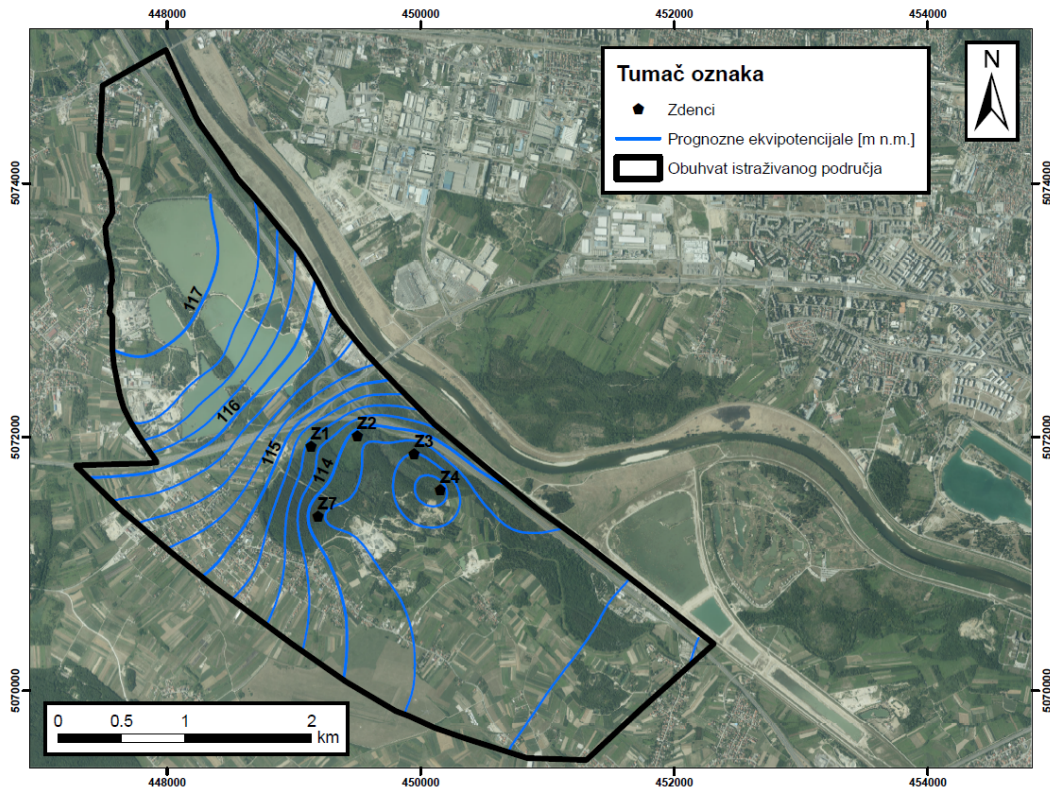 448000 450000 452000 454000
Tumač oznaka
Zdenci
Prognozne ekvipotencijale [m n.m.]
Obuhvat istraživanog područja
N
5074000 5074000
117
116
5072000 5072000
115
114
Z1
Z2
Z3
Z4
Z7
5070000 5070000
0 0.5 1 2
km
448000 450000 452000 454000